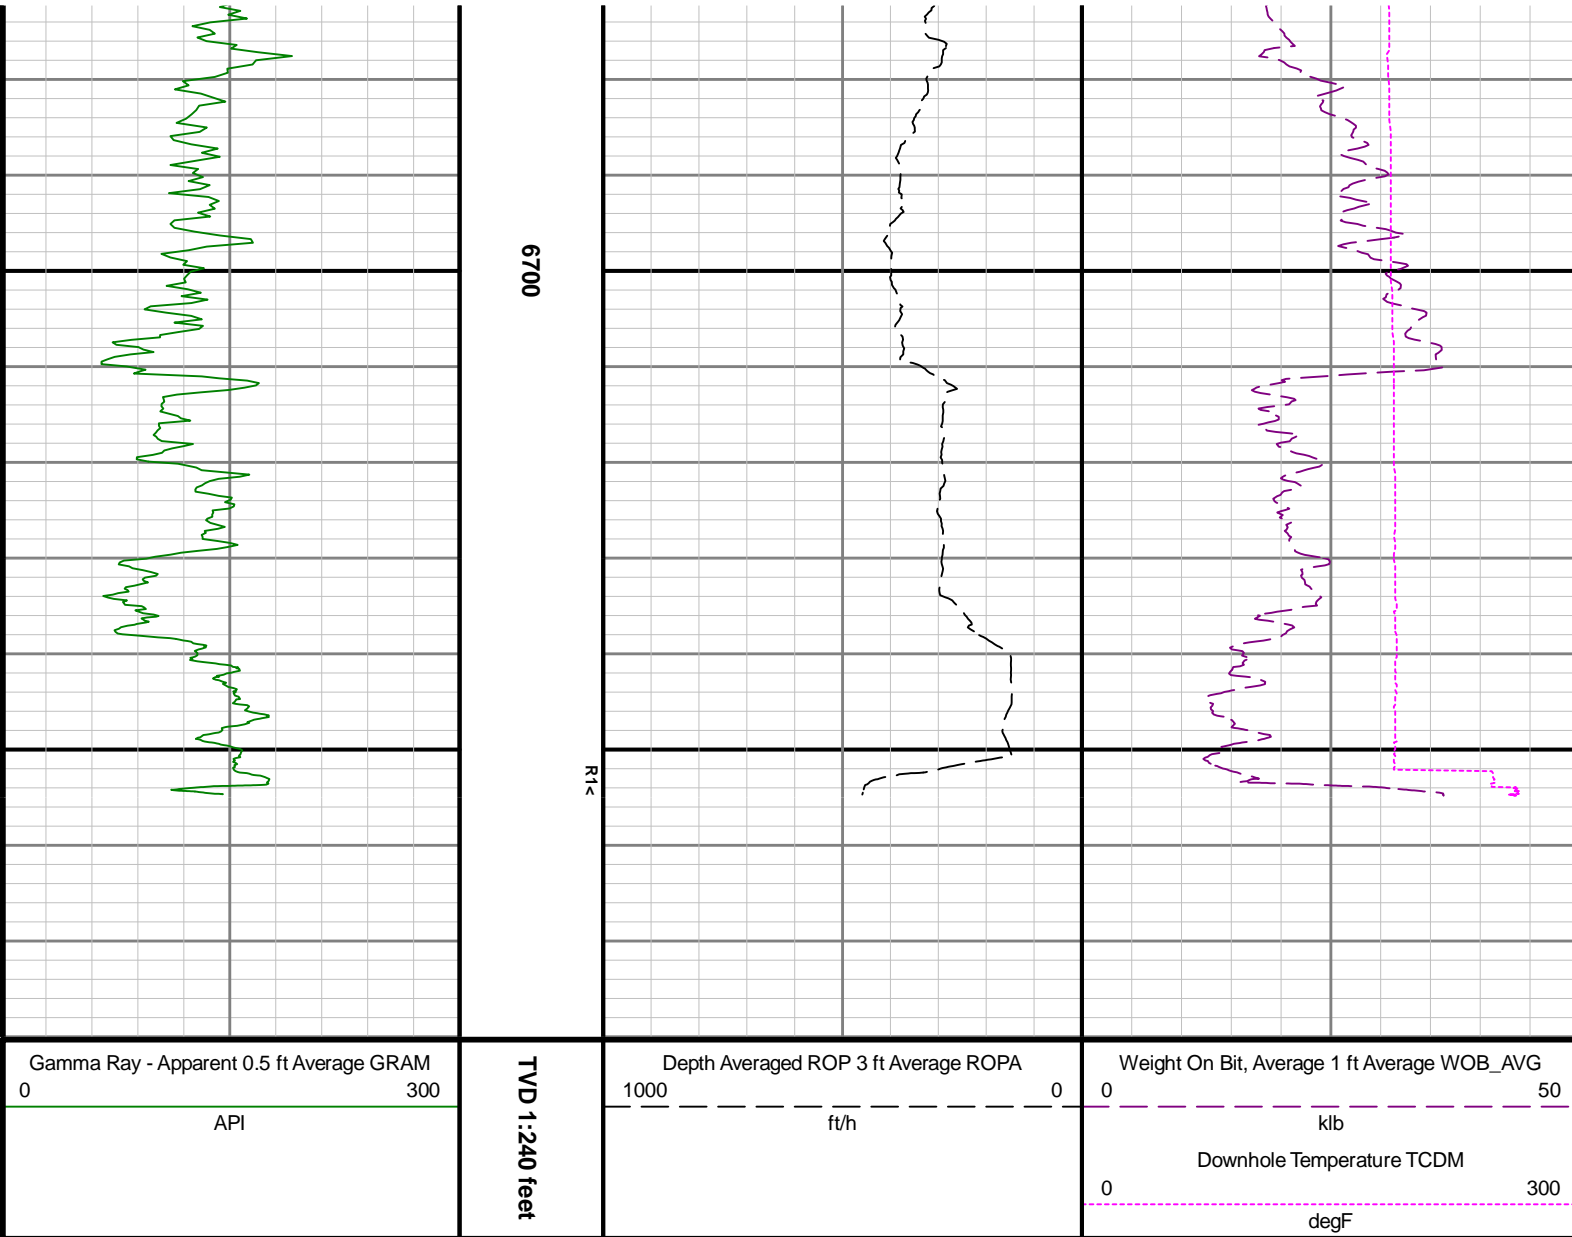 6700
R1<
Gamma Ray - Apparent 0.5 ft Average GRAM
0 300
API
TVD 1:240 feet
Depth Averaged ROP 3 ft Average ROPA
1000 0
ft/h
Weight On Bit, Average 1 ft Average WOB_AVG
0 50
klb
Downhole Temperature TCDM
0 300
degF